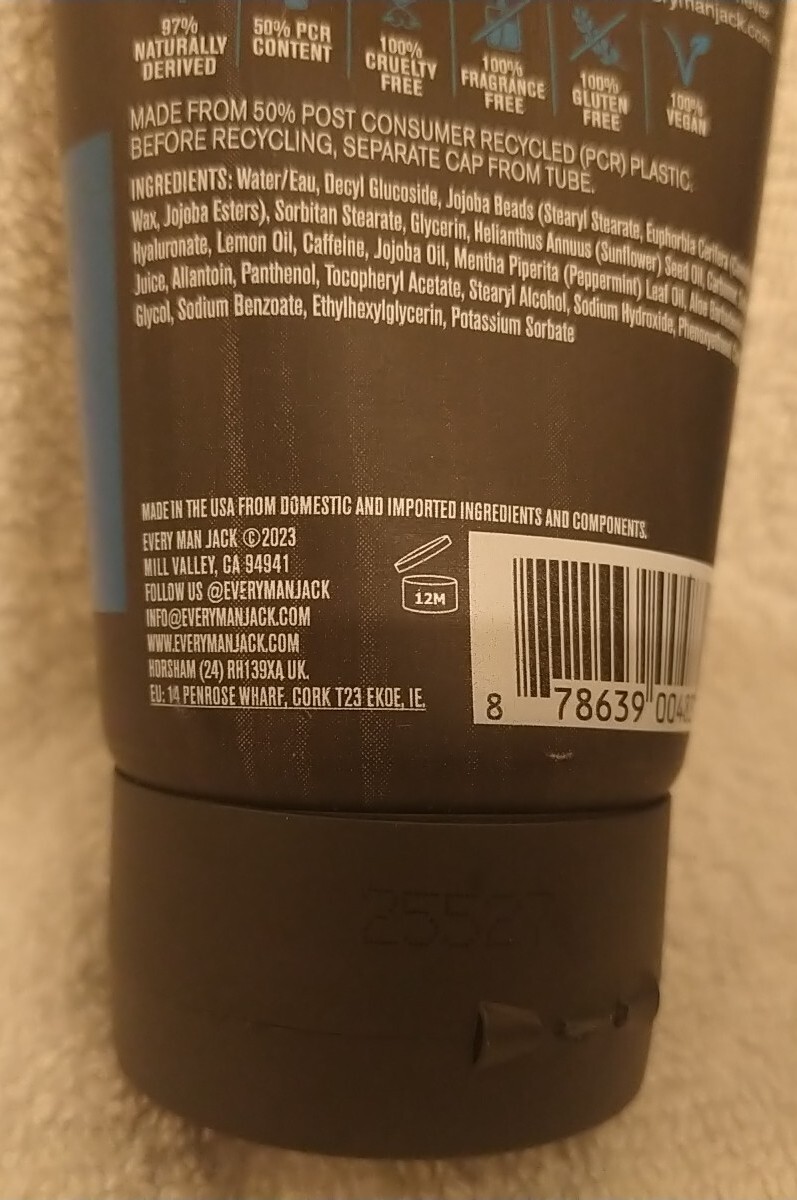 97%
NATURALLY
DERIVED
50% PCR
CONTENT
100%
CRUELTY
FREE
100%
FRAGRANCE
FREE
100%
GLUTEN
FREE
100%
VEGAN
MADE FROM 50% POST CONSUMER RECYCLED (PCR) PLASTIC.
BEFORE RECYCLING, SEPARATE CAP FROM TUBE.
INGREDIENTS: Water/Eau, Decyl Glucoside, Jojoba Beads (Stearyl Stearate, Euphorbia Cerifera
Wax, Jojoba Esters), Sorbitan Stearate, Glycerin, Helianthus Annuus (Sunflower) Seed Oil,
Hyaluronate, Lemon Oil, Caffeine, Jojoba Oil, Mentha Piperita (Peppermint) Leaf Oil, Aloe
Juice, Allantoin, Panthenol, Tocopheryl Acetate, Stearyl Alcohol, Sodium Hydroxide,
Glycol, Sodium Benzoate, Ethylhexylglycerin, Potassium Sorbate
MADE IN THE USA FROM DOMESTIC AND IMPORTED INGREDIENTS AND COMPONENTS.
EVERY MAN JACK ©2023
MILL VALLEY, CA 94941
FOLLOW US @EVERYMANJACK
INFO@EVERYMANJACK.COM
WWW.EVERYMANJACK.COM
HORSHAM (24) RH139XA UK.
EU: 14 PENROSE WHARF, CORK T23 EKOE, IE.
12M
8 78639 0048